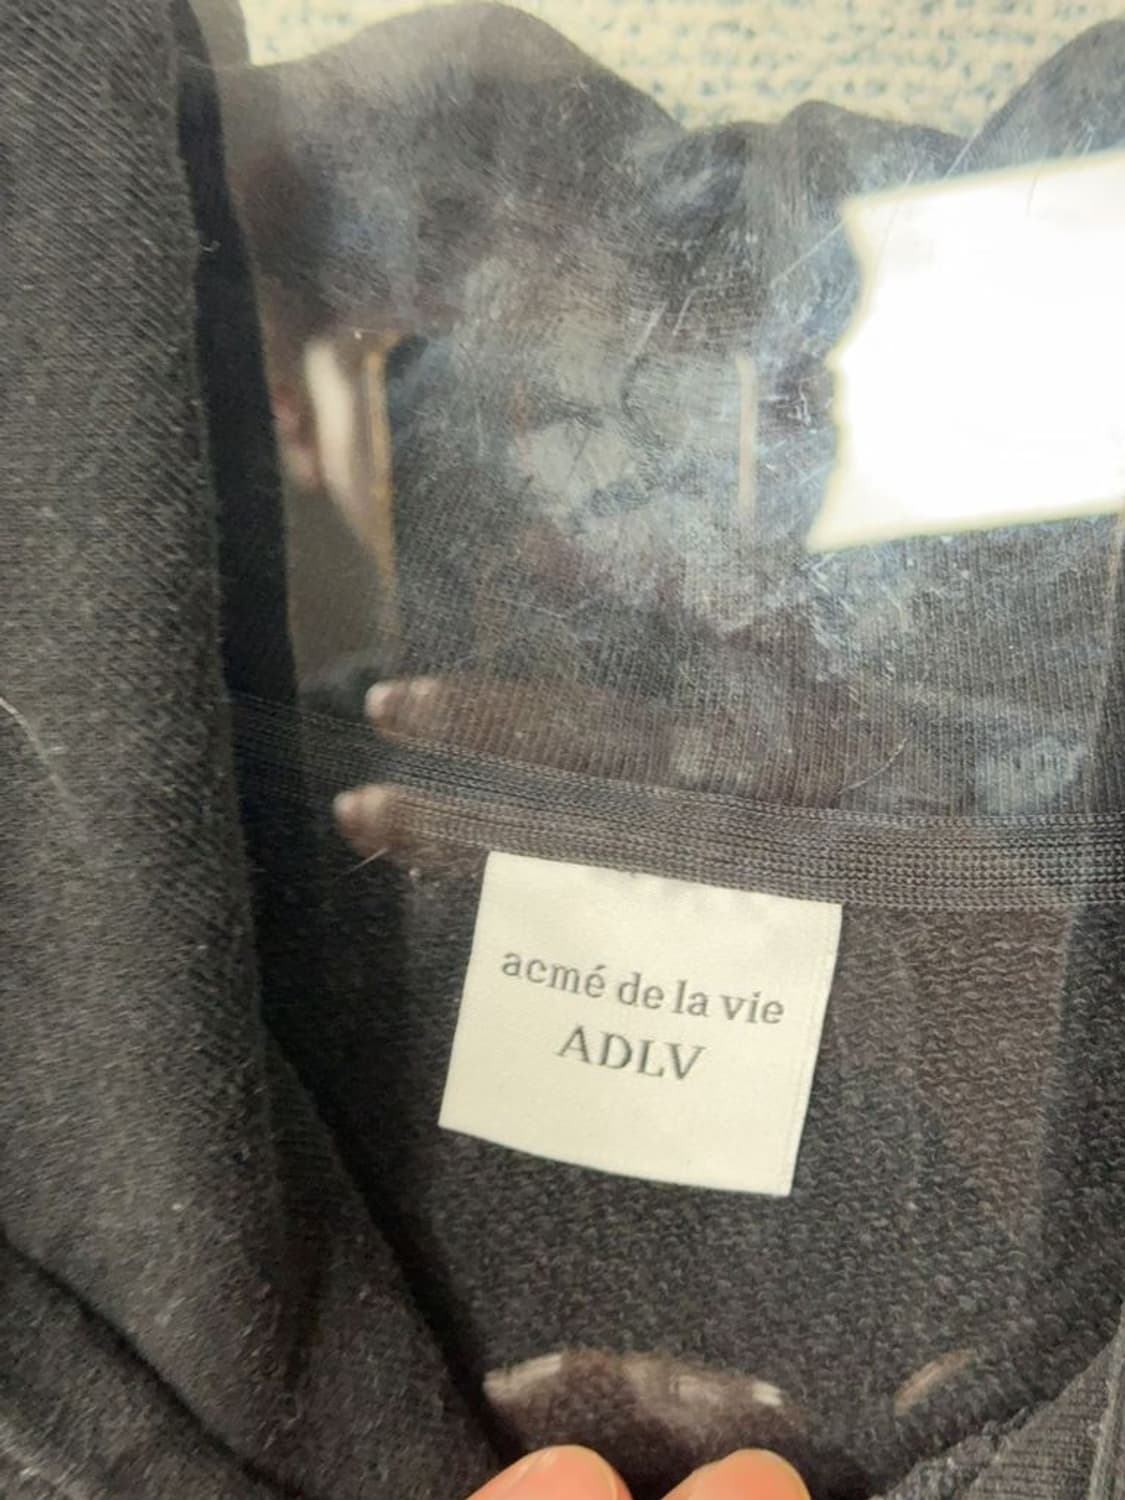 acmé de la vie
ADLV